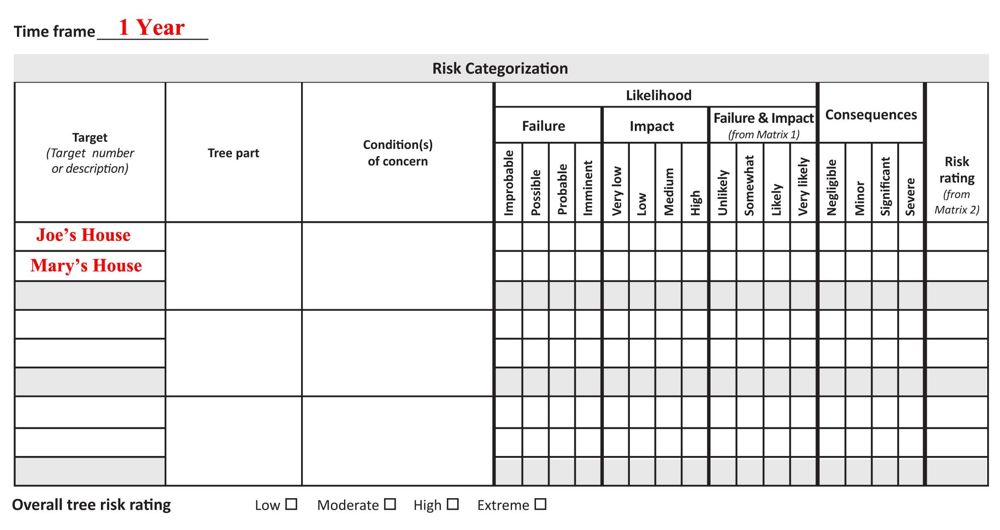 Time frame 1 Year
Risk Categorization
Target
(Target number
or description)
Tree part
Condition(s)
of concern
Likelihood
Failure
Impact
Failure & Impact
(from Matrix 1)
Consequences
Improbable
Possible
Probable
Imminent
Very low
Low
Medium
High
Unlikely
Somewhat
Likely
Very likely
Negligible
Minor
Significant
Severe
Risk
rating
(from
Matrix 2)
Joe’s House
Mary’s House
Overall tree risk rating Low Moderate High Extreme